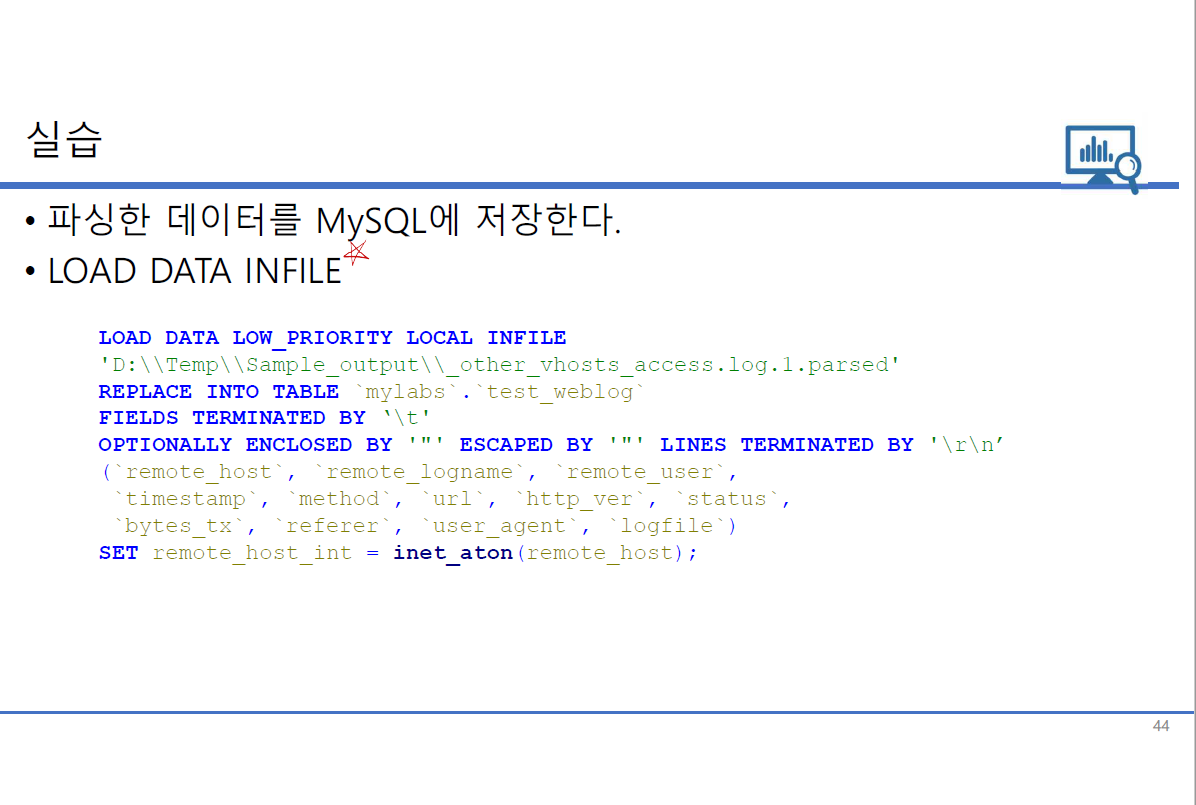 실습
• 파싱한 데이터를 MySQL에 저장한다.
• LOAD DATA INFILE
LOAD DATA LOW_PRIORITY LOCAL INFILE
'D:\\Temp\\Sample_output\\_other_vhosts_access.log.1.parsed'
REPLACE INTO TABLE `mylabs`.`test_weblog`
FIELDS TERMINATED BY ‘\t'
OPTIONALLY ENCLOSED BY '"' ESCAPED BY '"' LINES TERMINATED BY '\r\n’
(`remote_host`, `remote_logname`, `remote_user`,
`timestamp`, `method`, `url`, `http_ver`, `status`,
`bytes_tx`, `referer`, `user_agent`, `logfile`)
SET remote_host_int = inet_aton(remote_host);
44